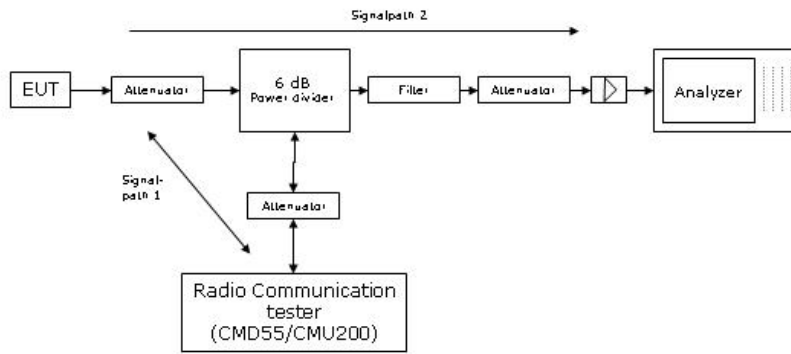 Signalpath 2
EUT
Attenuator
6 dB
Power divider
Filter
Attenuator
Analyzer
Signal-
path 1
Attenuator
Radio Communication
tester
(CMD55/CMU200)